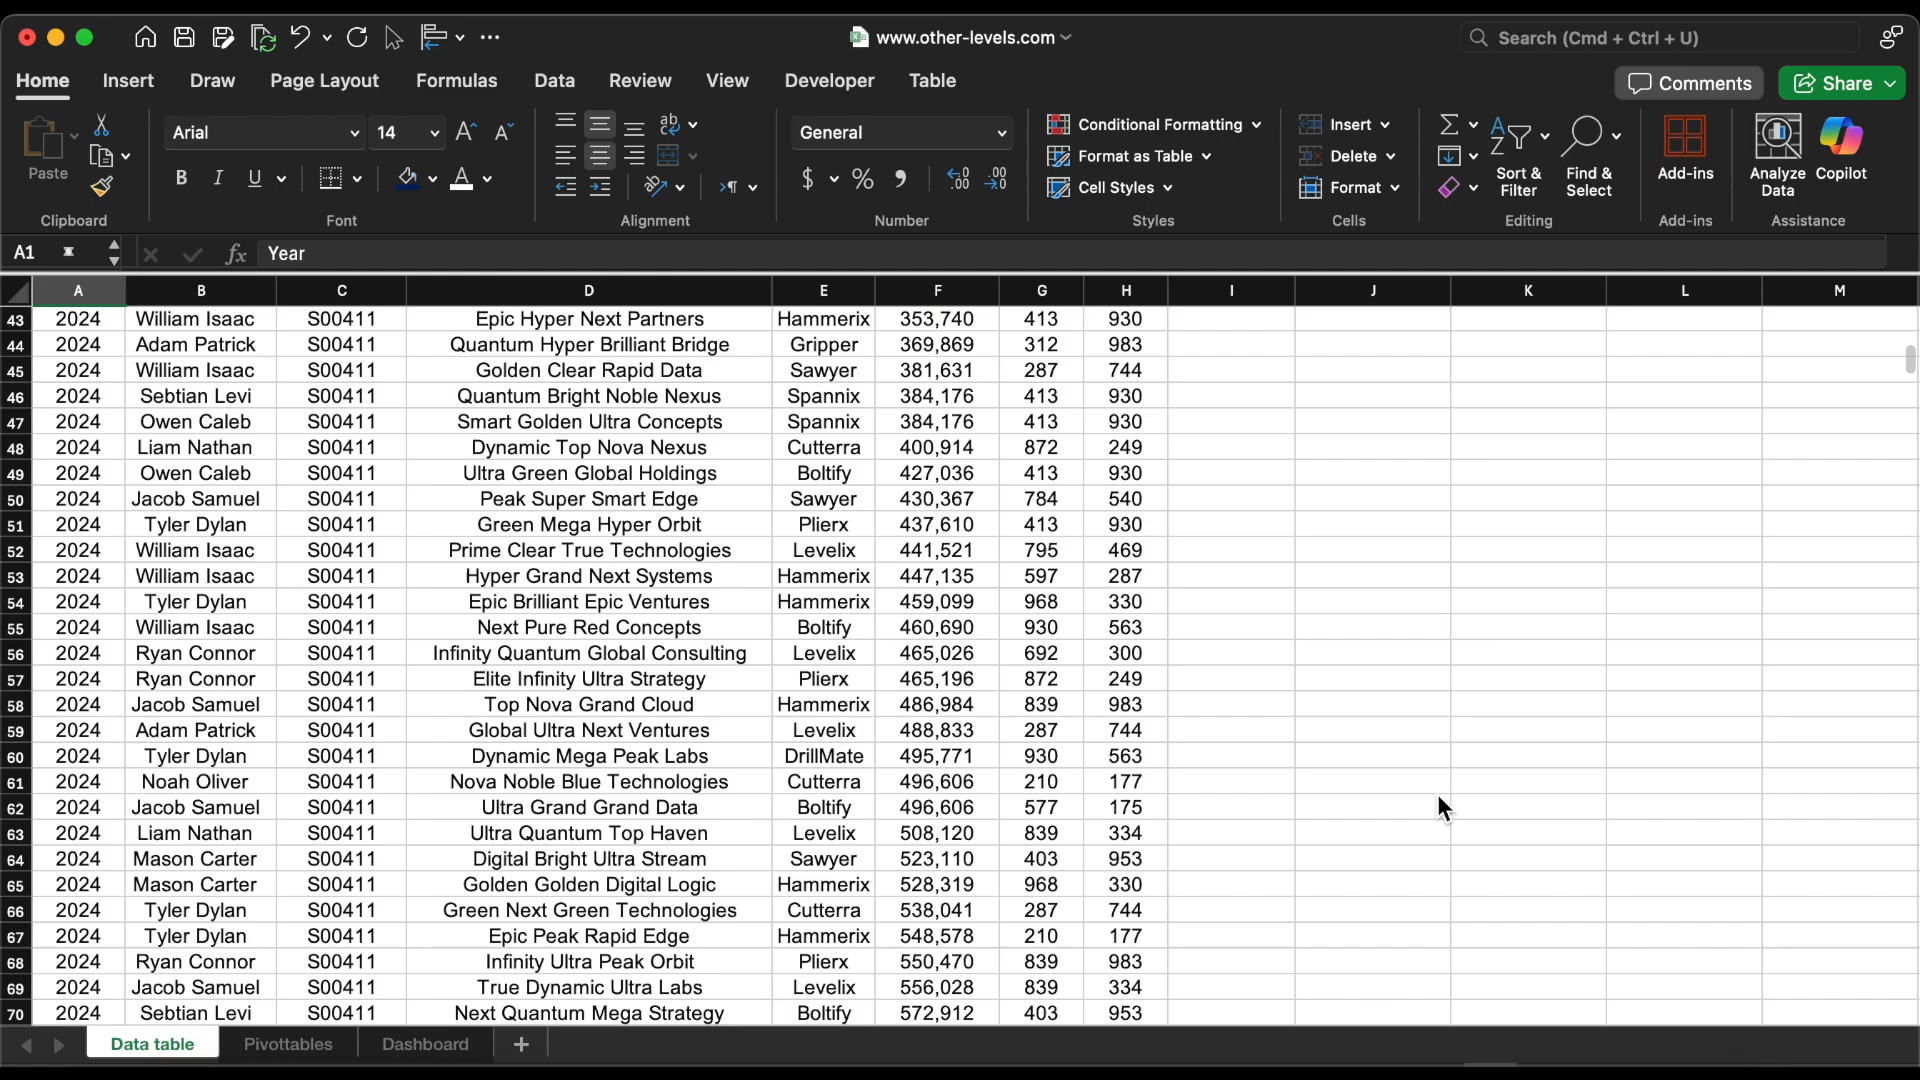 www.other-levels.com
Search (Cmd + Ctrl + U)
Home Insert Draw Page Layout Formulas Data Review View Developer Table Comments Share
Paste
Clipboard
Arial 14
B I U A
Font
ab
Alignment
General
$ % 9 .00
Number
Conditional Formatting
Format as Table
Cell Styles
Styles
Insert
Delete
Format
Cells
Sort & Filter
Find & Select
Editing
Add-ins
Add-ins
Analyze Data
Copilot
Assistance
A1 fx Year
A B C D E F G H I J K L M
43 2024 William Isaac S00411 Epic Hyper Next Partners Hammerix 353,740 413 930
44 2024 Adam Patrick S00411 Quantum Hyper Brilliant Bridge Gripper 369,869 312 983
45 2024 William Isaac S00411 Golden Clear Rapid Data Sawyer 381,631 287 744
46 2024 Sebtian Levi S00411 Quantum Bright Noble Nexus Spannix 384,176 413 930
47 2024 Owen Caleb S00411 Smart Golden Ultra Concepts Spannix 384,176 413 930
48 2024 Liam Nathan S00411 Dynamic Top Nova Nexus Cutterra 400,914 872 249
49 2024 Owen Caleb S00411 Ultra Green Global Holdings Boltify 427,036 413 930
50 2024 Jacob Samuel S00411 Peak Super Smart Edge Sawyer 430,367 784 540
51 2024 Tyler Dylan S00411 Green Mega Hyper Orbit Plierx 437,610 413 930
52 2024 William Isaac S00411 Prime Clear True Technologies Levelix 441,521 795 469
53 2024 William Isaac S00411 Hyper Grand Next Systems Hammerix 447,135 597 287
54 2024 Tyler Dylan S00411 Epic Brilliant Epic Ventures Hammerix 459,099 968 330
55 2024 William Isaac S00411 Next Pure Red Concepts Boltify 460,690 930 563
56 2024 Ryan Connor S00411 Infinity Quantum Global Consulting Levelix 465,026 692 300
57 2024 Ryan Connor S00411 Elite Infinity Ultra Strategy Plierx 465,196 872 249
58 2024 Jacob Samuel S00411 Top Nova Grand Cloud Hammerix 486,984 839 983
59 2024 Adam Patrick S00411 Global Ultra Next Ventures Levelix 488,833 287 744
60 2024 Tyler Dylan S00411 Dynamic Mega Peak Labs DrillMate 495,771 930 563
61 2024 Noah Oliver S00411 Nova Noble Blue Technologies Cutterra 496,606 210 177
62 2024 Jacob Samuel S00411 Ultra Grand Grand Data Boltify 496,606 577 175
63 2024 Liam Nathan S00411 Ultra Quantum Top Haven Levelix 508,120 839 334
64 2024 Mason Carter S00411 Digital Bright Ultra Stream Sawyer 523,110 403 953
65 2024 Mason Carter S00411 Golden Golden Digital Logic Hammerix 528,319 968 330
66 2024 Tyler Dylan S00411 Green Next Green Technologies Cutterra 538,041 287 744
67 2024 Tyler Dylan S00411 Epic Peak Rapid Edge Hammerix 548,578 210 177
68 2024 Ryan Connor S00411 Infinity Ultra Peak Orbit Plierx 550,470 839 983
69 2024 Jacob Samuel S00411 True Dynamic Ultra Labs Levelix 556,028 839 334
70 2024 Sebtian Levi S00411 Next Quantum Mega Strategy Boltify 572,912 403 953
Data table Pivottables Dashboard +